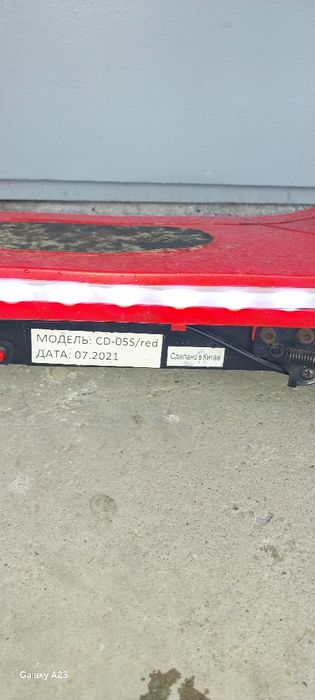 МОДЕЛЬ: CD-05S/red
ДАТА: 07.2021
Сделано в Китае
Galaxy A23